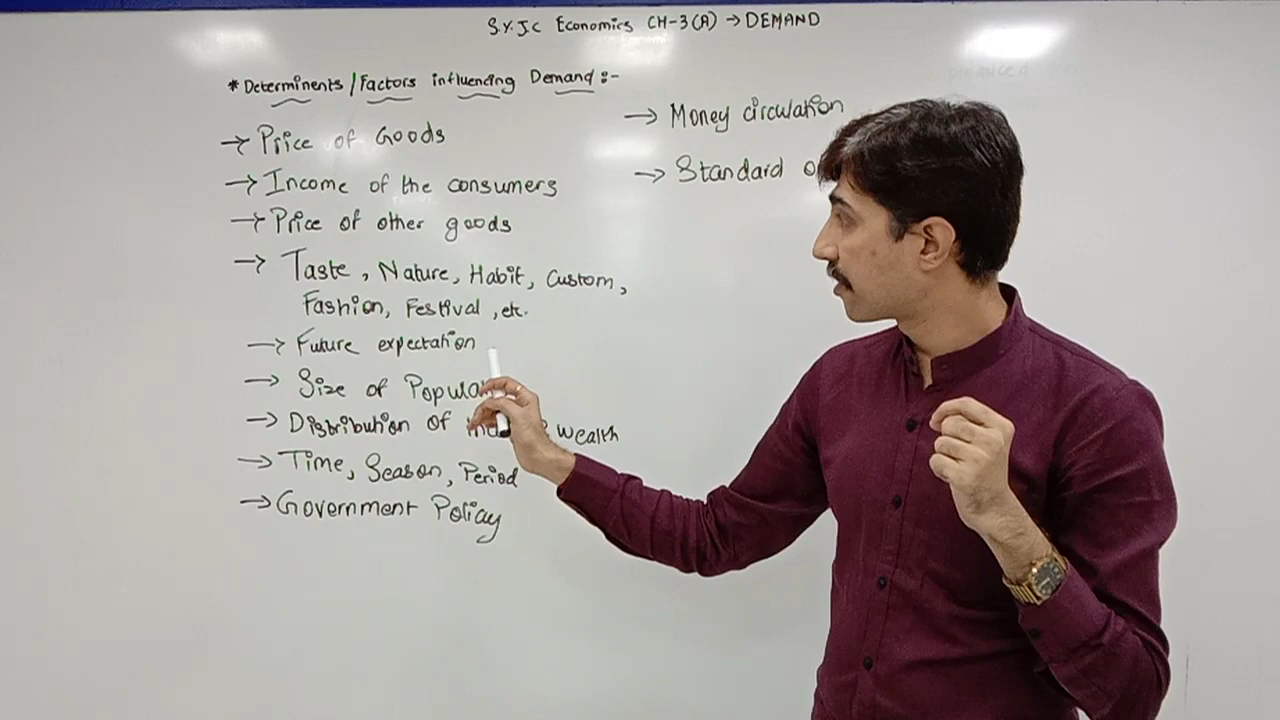 S.Y.J.C Economics CH-3(A) → DEMAND
* Determinents / Factors influencing Demand :-
→ Price of Goods
→ Income of the consumers
→ Price of other goods
→ Taste, Nature, Habit, Custom,
Fashion, Festival, etc.
→ Future expectation
→ Size of
→ Distribution of wealth
→ Time, Season, Period
→ Government Policy
→ Money circulation
→ Standard